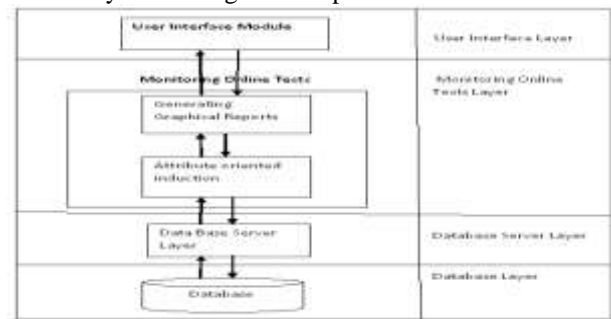 User Interface Module
User Interface Layer
Monitoring Online Tests
Monitoring Online
Tests Layer
Generating
Graphical Reports
Attribute oriented
induction
Data Base Server
Layer
Database Server Layer
Database Layer
Database